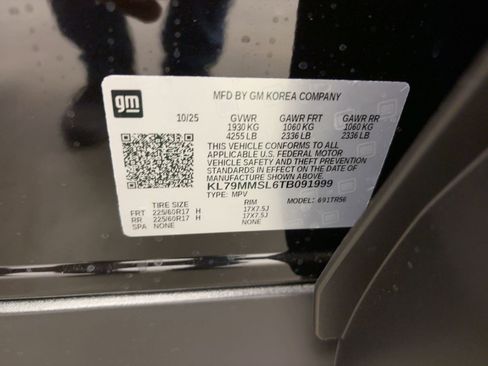 gm
MFD BY GM KOREA COMPANY
10/25 GVWR GAWR FRT GAWR RR
1930 KG 1060 KG 1060 KG
4255 LB 2336 LB 2336 LB
THIS VEHICLE CONFORMS TO ALL
APPLICABLE U.S. FEDERAL MOTOR
VEHICLE SAFETY AND THEFT PREVENTION
STANDARDS IN EFFECT ON THE DATE OF
MANUFACTURE SHOWN ABOVE.
KL79MMSL6TB091999
TYPE: MPV MODEL: 691TR56
TIRE SIZE RIM
FRT 225/60R17 H 17X7.5J
RR 225/60R17 H 17X7.5J
SPA NONE NONE